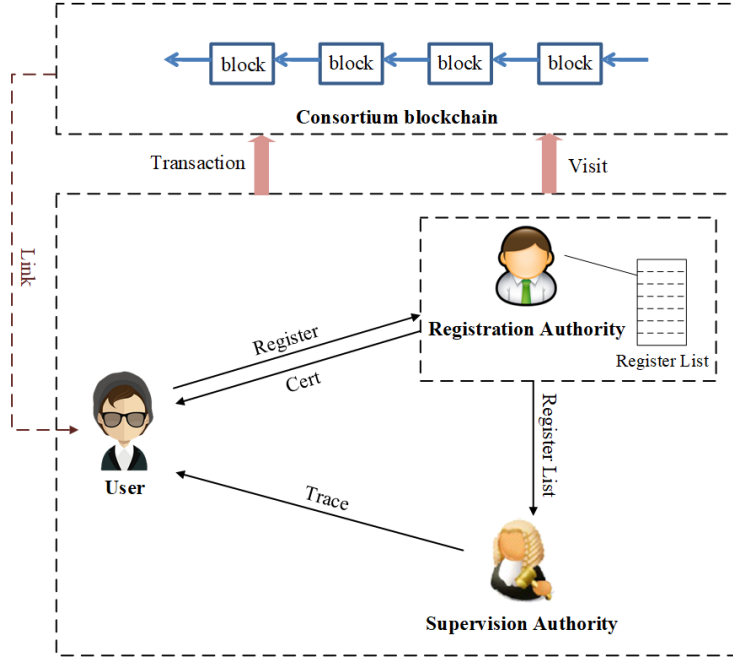 block block block block
Consortium blockchain
Transaction
Visit
Link
Registration Authority
Register List
Register
Cert
Register List
User
Trace
Supervision Authority